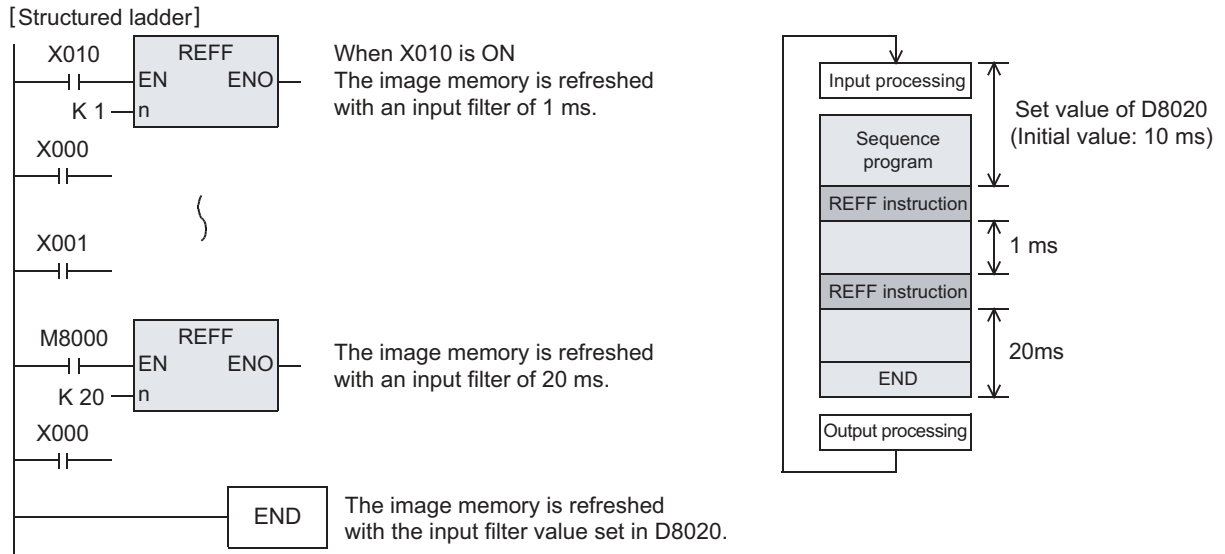 [Structured ladder]
X010
REFF
EN ENO
K 1
n
When X010 is ON
The image memory is refreshed
with an input filter of 1 ms.
X000
X001
M8000
REFF
EN ENO
K 20
n
The image memory is refreshed
with an input filter of 20 ms.
X000
END
The image memory is refreshed
with the input filter value set in D8020.
Input processing
Sequence
program
REFF instruction
REFF instruction
END
Output processing
Set value of D8020
(Initial value: 10 ms)
1 ms
20ms